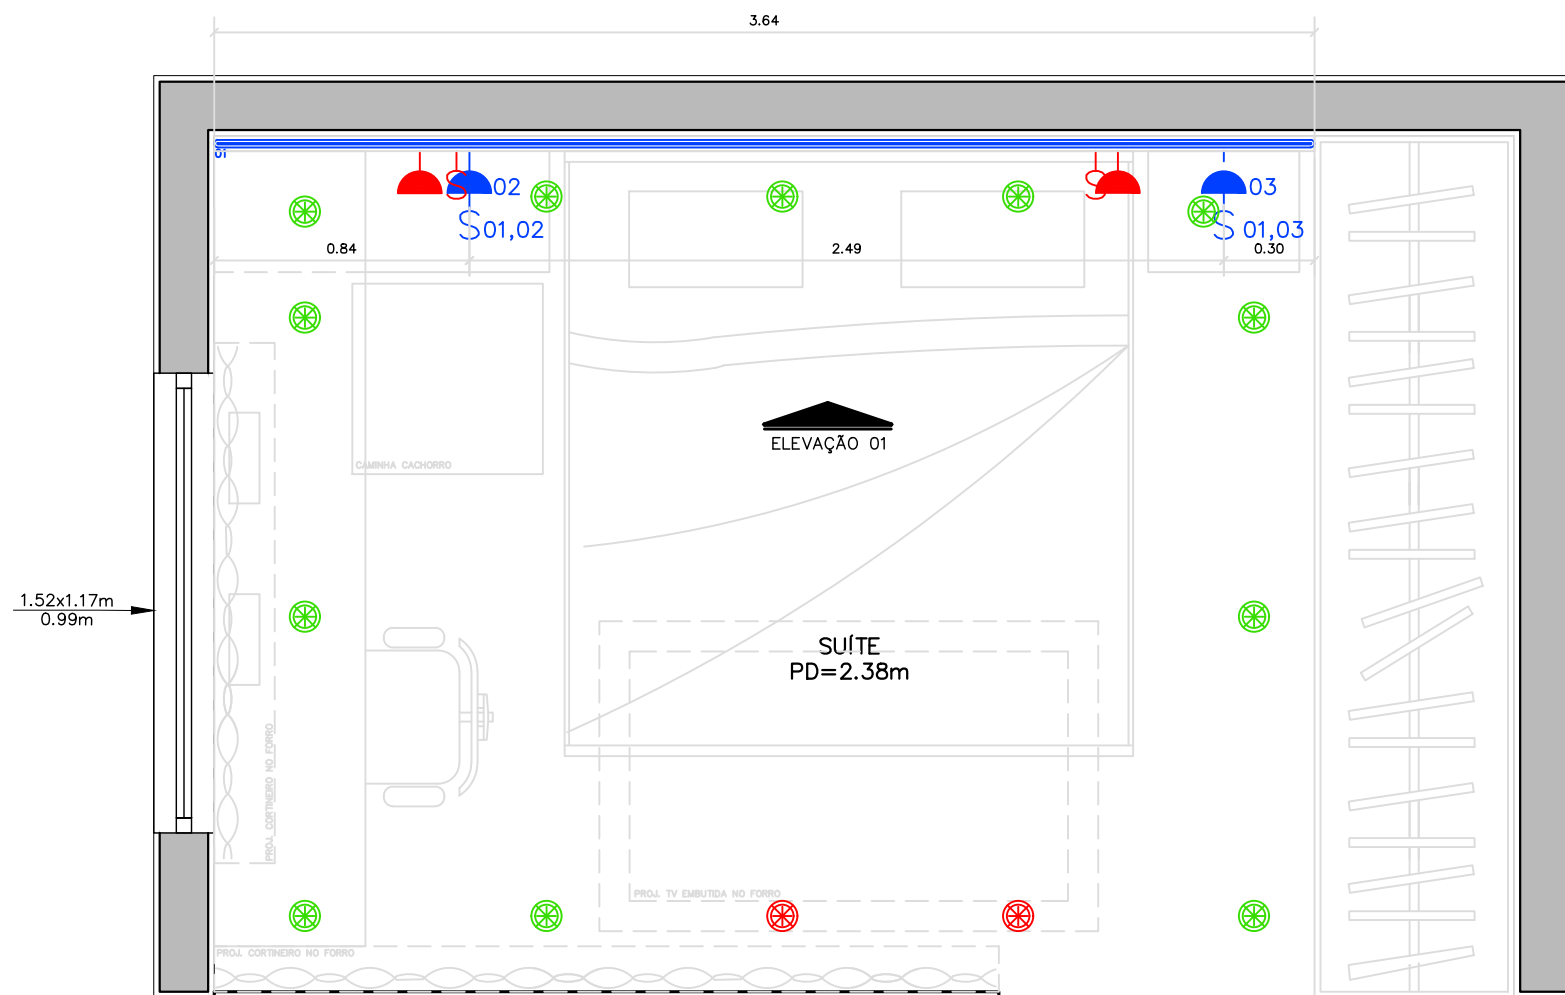 3.64
01
02
03
S
S
S 01,02
S 01,03
0.84
2.49
0.30
ELEVAÇÃO 01
CAMINHA CACHORRO
1.52x1.17m
0.99m
SUÍTE
PD=2.38m
PROJ. CORTINEIRO NO FORRO
PROJ. TV EMBUTIDA NO FORRO
PROJ. CORTINEIRO NO FORRO